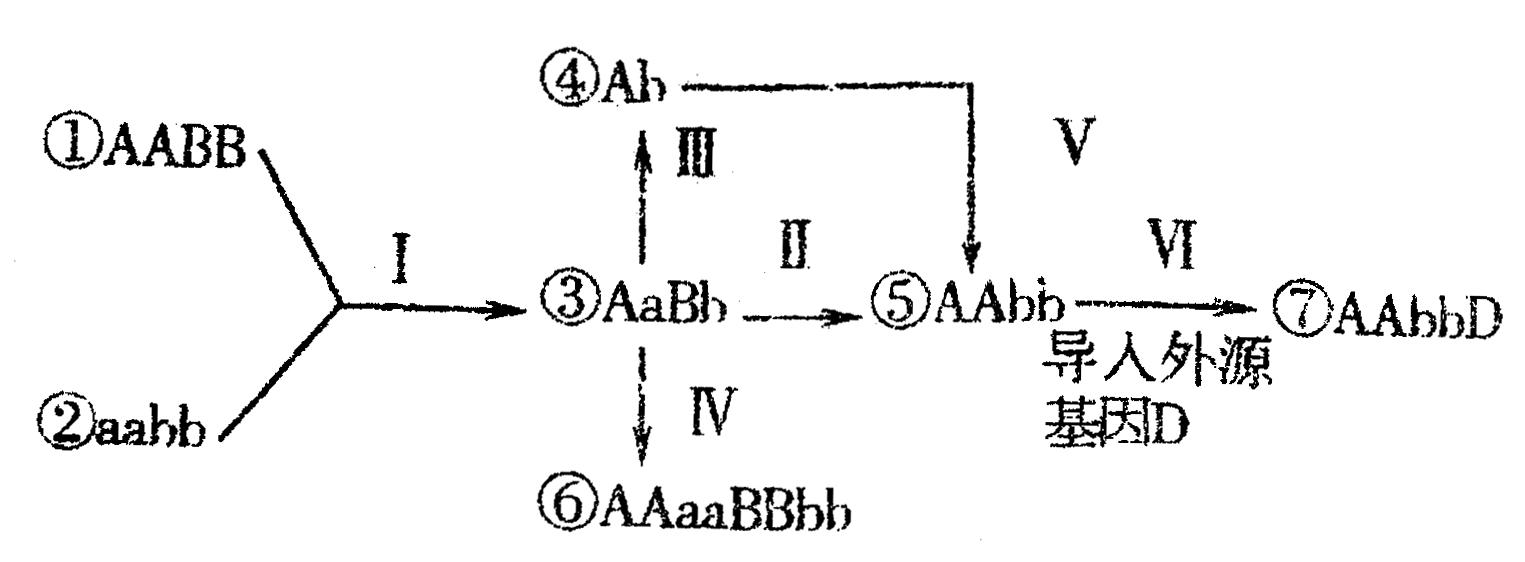 ④Ab
①AABB
Ⅲ
Ⅴ
Ⅰ
Ⅱ
Ⅵ
③AaBb
⑤AAbb
⑦AAbbD
导入外源
基因D
②aabb
Ⅳ
⑥AAaaBBbb